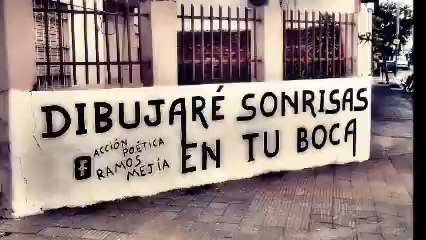 DIBUJARÉ SONRISAS
EN TU BOCA
f ACCIÓN
POÉTICA
RAMOS
MEJÍA